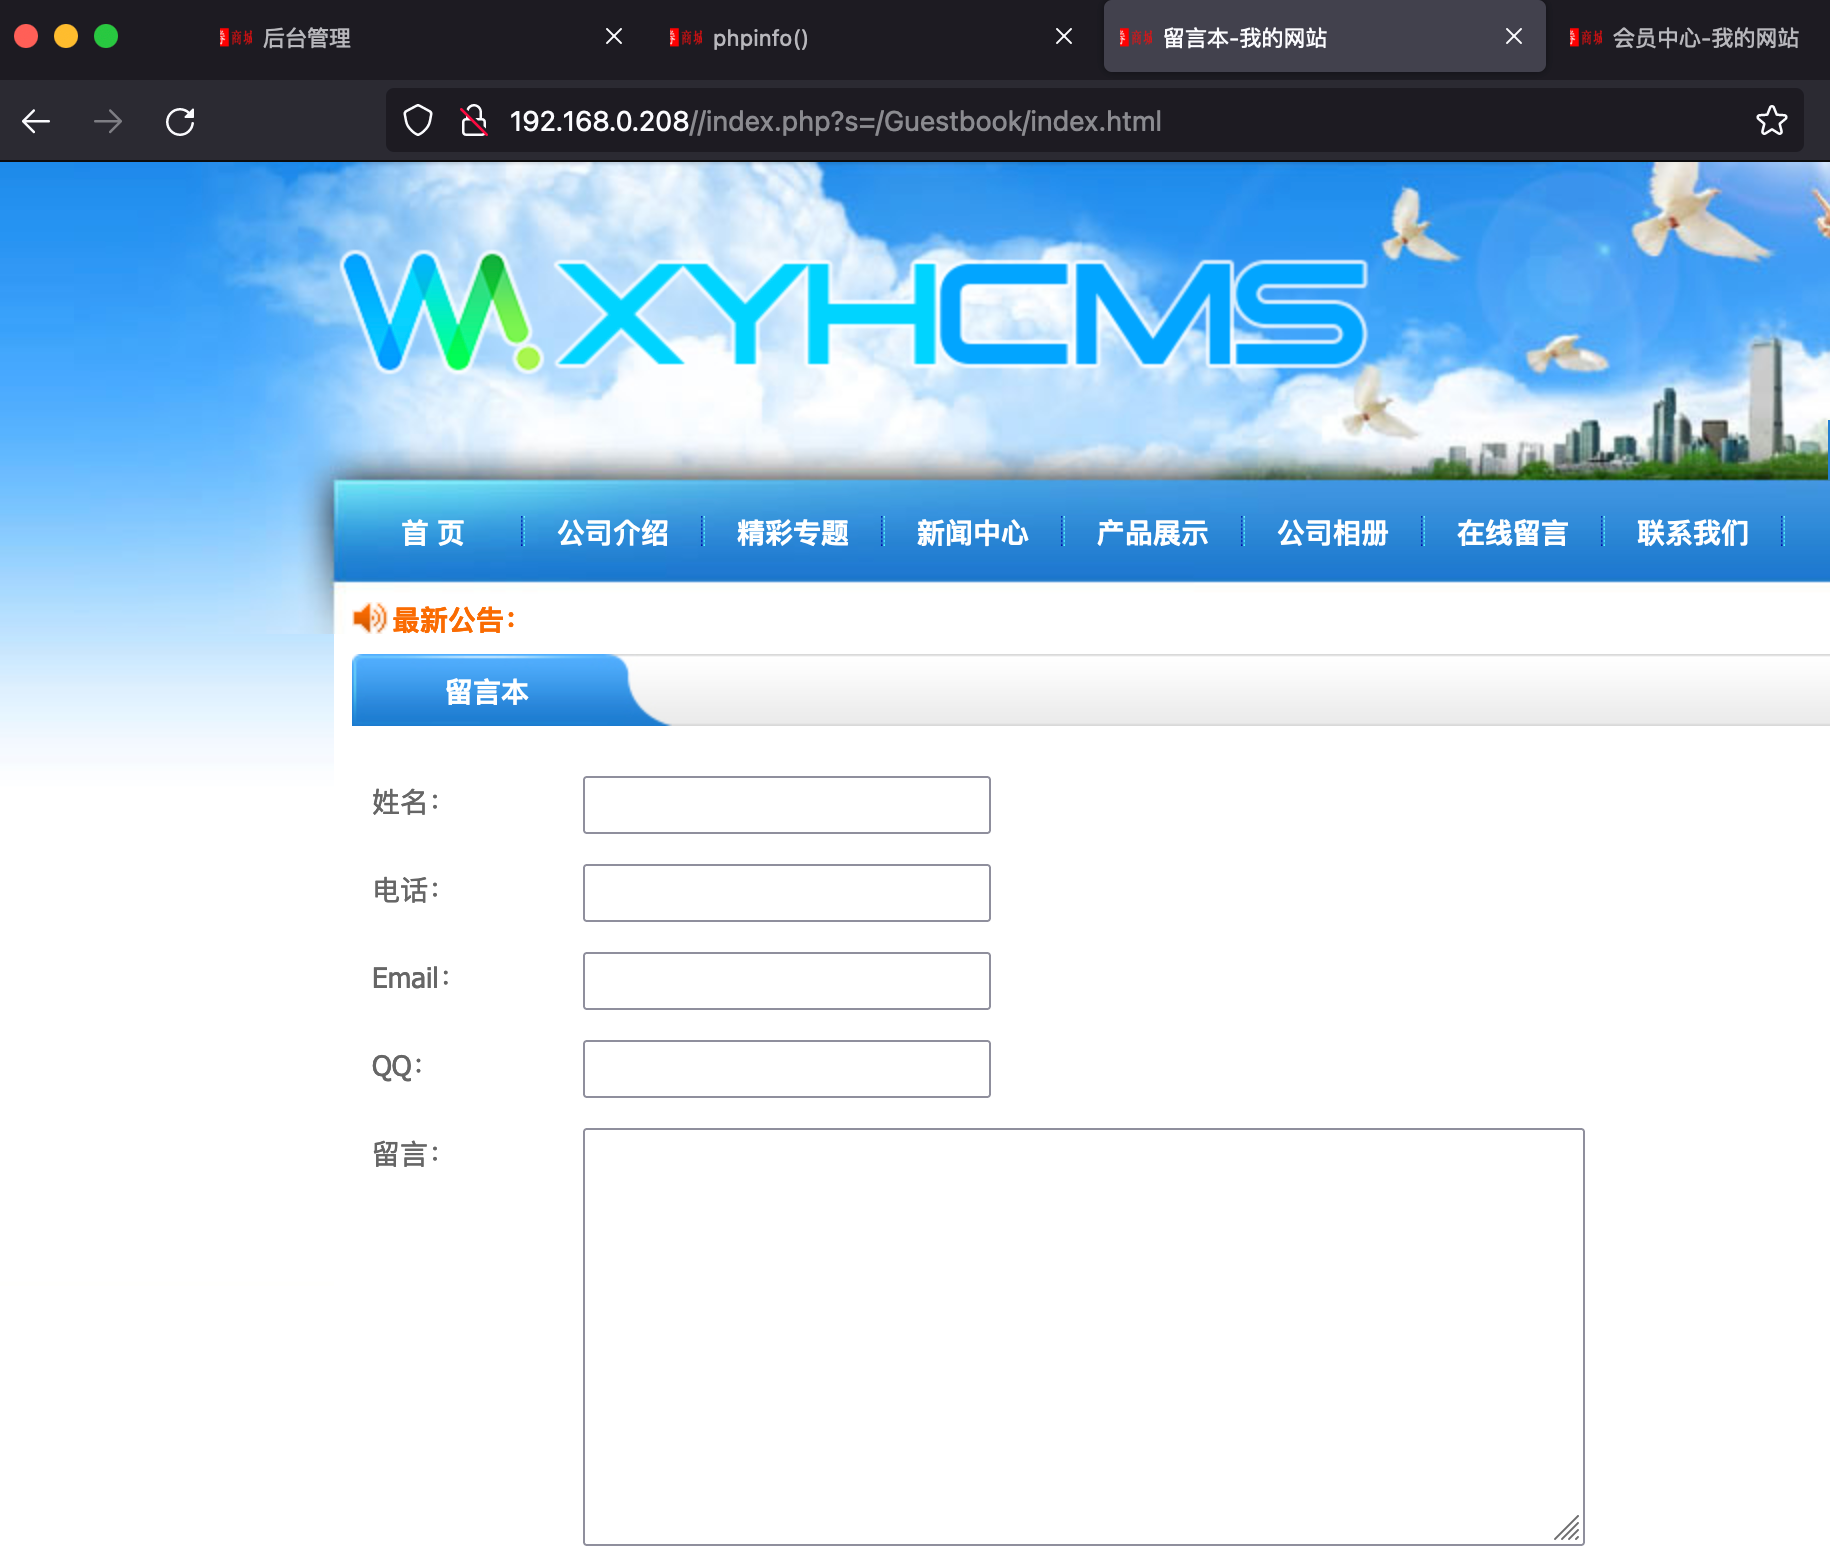 后台管理
phpinfo()
留言本-我的网站
会员中心-我的网站
192.168.0.208//index.php?s=/Guestbook/index.html
XYHCMS
首 页 公司介绍 精彩专题 新闻中心 产品展示 公司相册 在线留言 联系我们
最新公告：
留言本
姓名：
电话：
Email：
QQ：
留言：